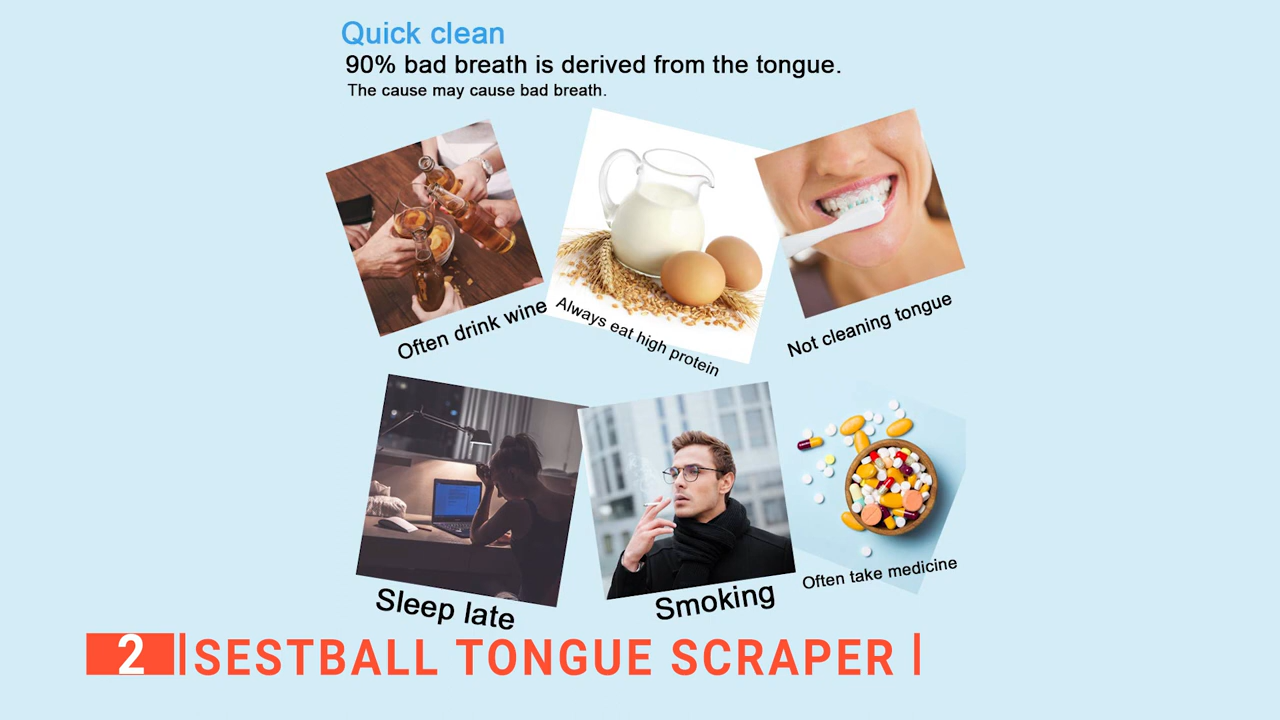 Quick clean
90% bad breath is derived from the tongue.
The cause may cause bad breath.
Often drink wine
Always eat high protein
Not cleaning tongue
Sleep late
Smoking
Often take medicine
2 SESTBALL TONGUE SCRAPER